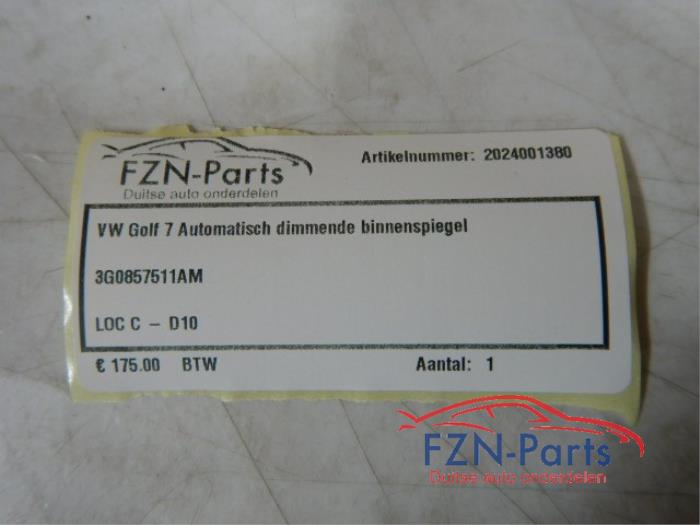 FZN-Parts
Duitse auto onderdelen
Artikelnummer: 2024001380
VW Golf 7 Automatisch dimmende binnenspiegel
3G0857511AM
LOC C - D10
€ 175.00 BTW
Aantal: 1
FZN-Parts
Duitse auto onderdelen